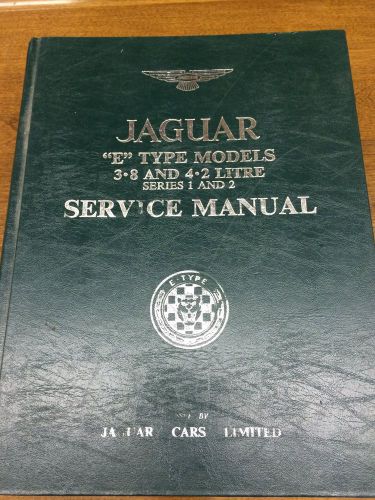 JAGUAR
"E" TYPE MODELS
3·8 AND 4·2 LITRE
SERIES 1 AND 2
SERVICE MANUAL
E-TYPE
BY
JAGUAR CARS LIMITED